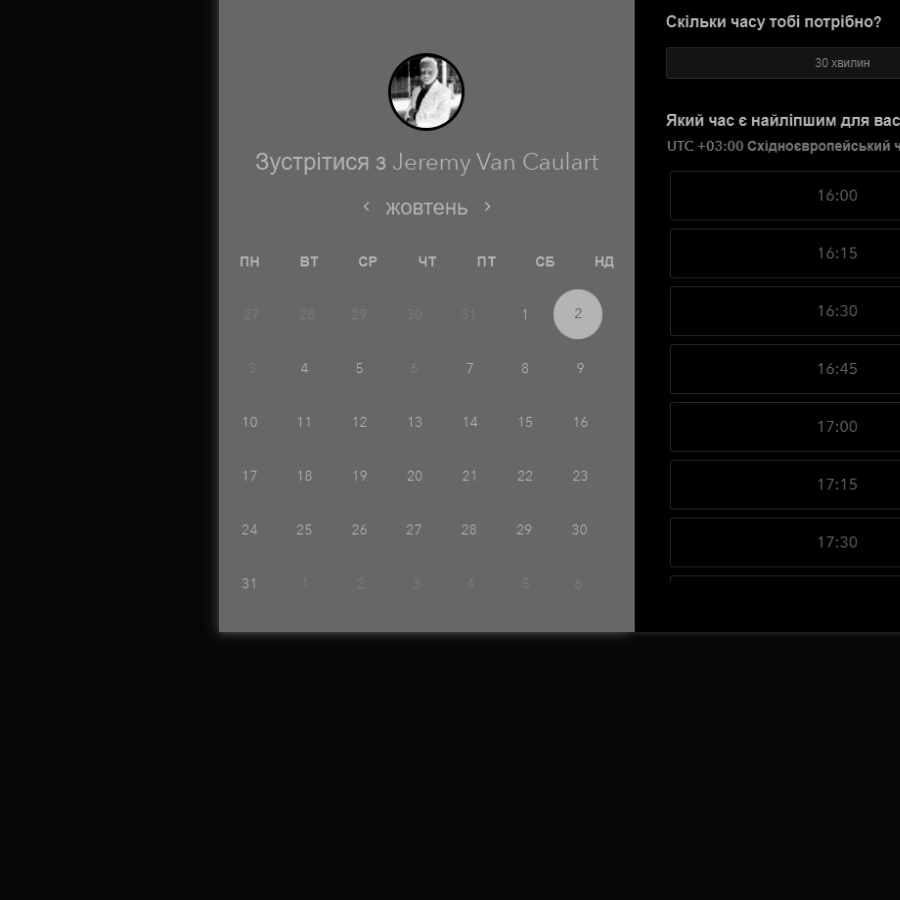 Зустрітися з Jeremy Van Caulart
жовтень
ПН ВТ СР ЧТ ПТ СБ НД
27 28 29 30 31 1 2
3 4 5 6 7 8 9
10 11 12 13 14 15 16
17 18 19 20 21 22 23
24 25 26 27 28 29 30
31 1 2 3 4 5 6
Скільки часу тобі потрібно?
30 хвилин
Який час є найліпшим для вас
UTC +03:00 Східноєвропейський ч
16:00
16:15
16:30
16:45
17:00
17:15
17:30